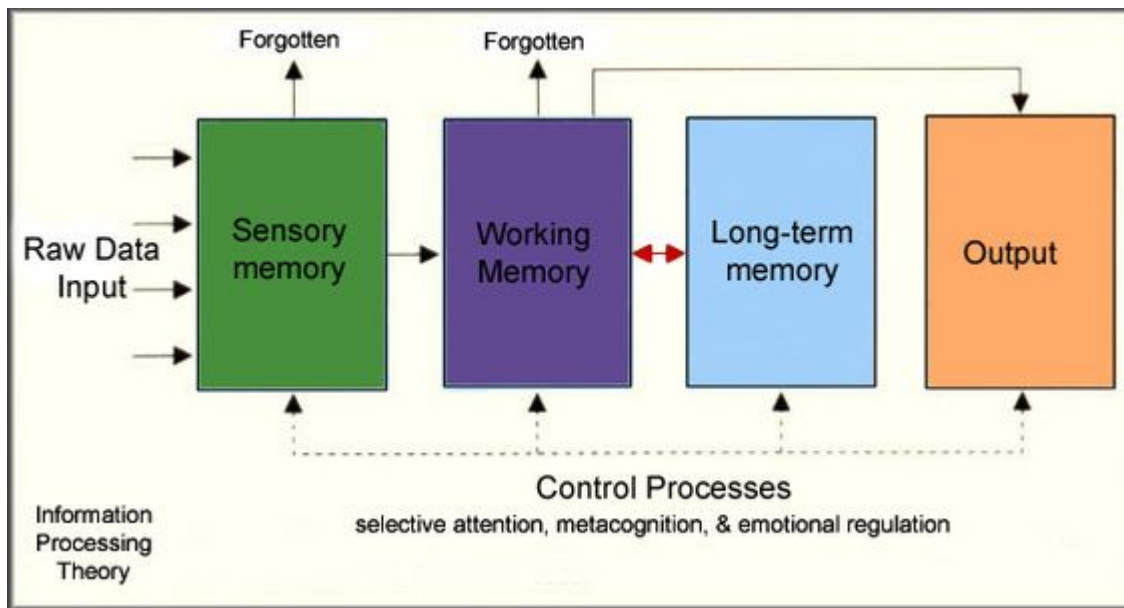 Forgotten
Forgotten
Raw Data
Input
Sensory
memory
Working
Memory
Long-term
memory
Output
Control Processes
selective attention, metacognition, & emotional regulation
Information
Processing
Theory